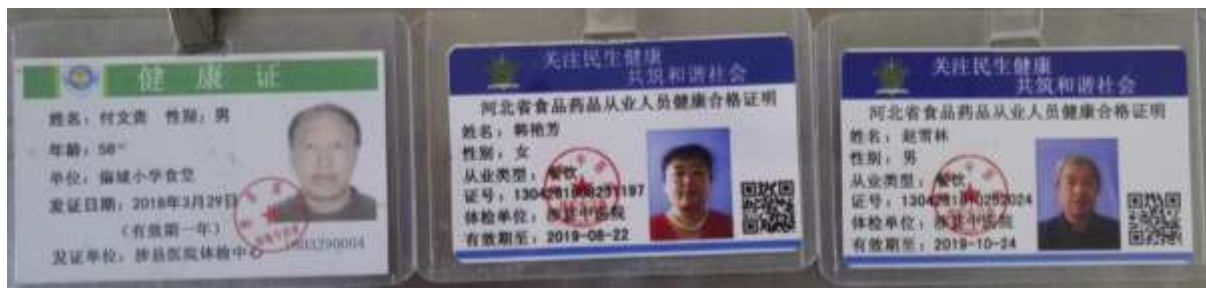 健康证
姓名：付文贵 性别：男
年龄：58
单位：偏城小学食堂
发证日期：2018年3月29日
（有效期一年）
发证单位：涉县医院体检中心
关注民生健康
共筑和谐社会
河北省食品药品从业人员健康合格证明
姓名：韩艳芳
性别：女
从业类型：餐饮
体检单位：涉县中医院
有效期至：2019-08-22
关注民生健康
共筑和谐社会
河北省食品药品从业人员健康合格证明
姓名：赵雪林
性别：男
从业类型：餐饮
体检单位：涉县中医院
有效期至：2019-10-24